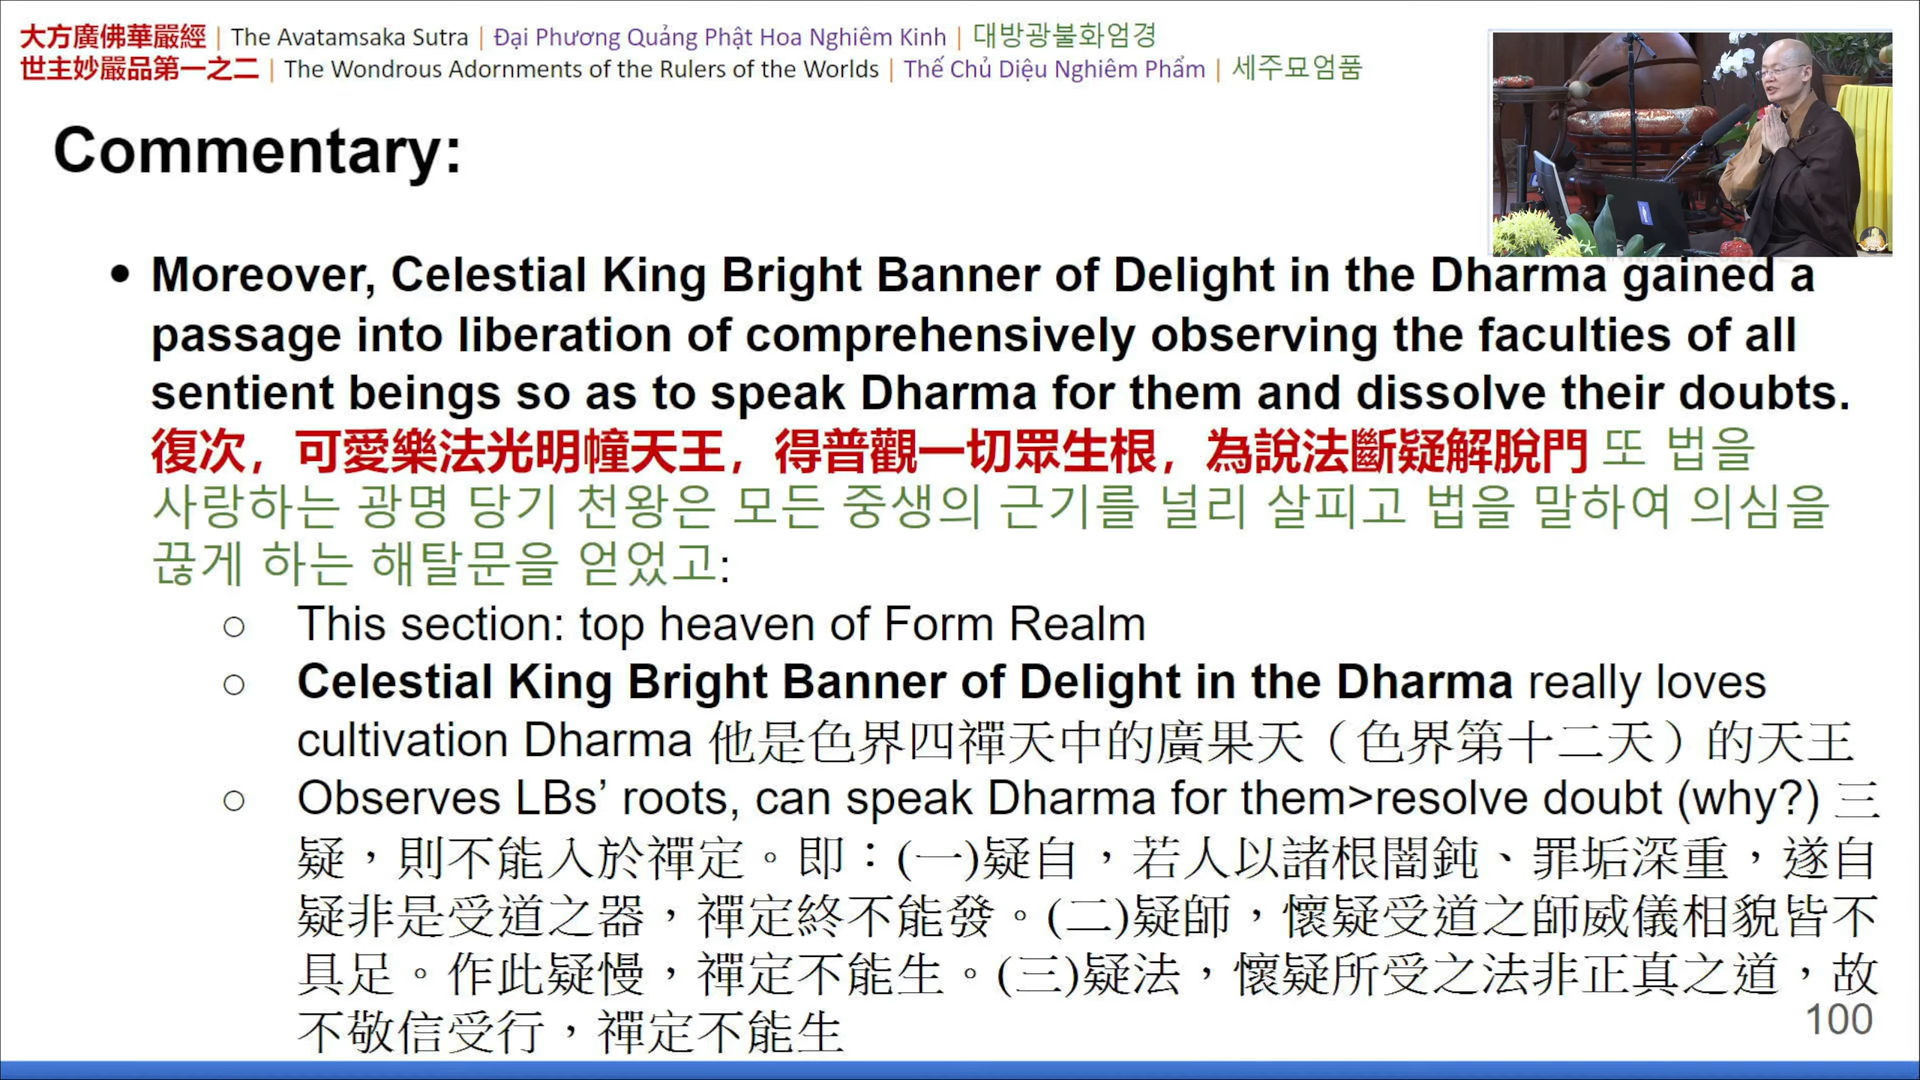 大方廣佛華嚴經 | The Avatamsaka Sutra | Đại Phương Quảng Phật Hoa Nghiêm Kinh | 대방광불화엄경
世主妙嚴品第一之二 | The Wondrous Adornments of the Rulers of the Worlds | Thế Chủ Diệu Nghiêm Phẩm | 세주묘엄품
Commentary:
• Moreover, Celestial King Bright Banner of Delight in the Dharma gained a
passage into liberation of comprehensively observing the faculties of all
sentient beings so as to speak Dharma for them and dissolve their doubts.
復次，可愛樂法光明幢天王，得普觀一切眾生根，為說法斷疑解脫門 또 법을
사랑하는 광명 당기 천왕은 모든 중생의 근기를 널리 살피고 법을 말하여 의심을
끊게 하는 해탈문을 얻었고:
○ This section: top heaven of Form Realm
○ Celestial King Bright Banner of Delight in the Dharma really loves
cultivation Dharma 他是色界四禪天中的廣果天（色界第十二天）的天王
○ Observes LBs’ roots, can speak Dharma for them>resolve doubt (why?) 三
疑，則不能入於禪定。即：(一)疑自，若人以諸根闇鈍、罪垢深重，遂自
疑非是受道之器，禪定終不能發。(二)疑師，懷疑受道之師威儀相貌皆不
具足。作此疑慢，禪定不能生。(三)疑法，懷疑所受之法非正真之道，故
不敬信受行，禪定不能生
100